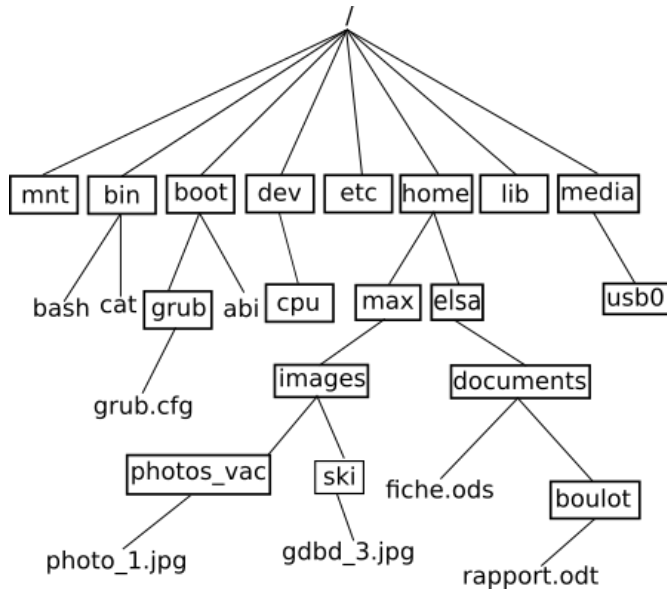 /
mnt bin boot dev etc home lib media
bash cat grub abi cpu max elsa usb0
grub.cfg images documents
photos_vac ski fiche.ods boulot
photo_1.jpg gdbd_3.jpg rapport.odt